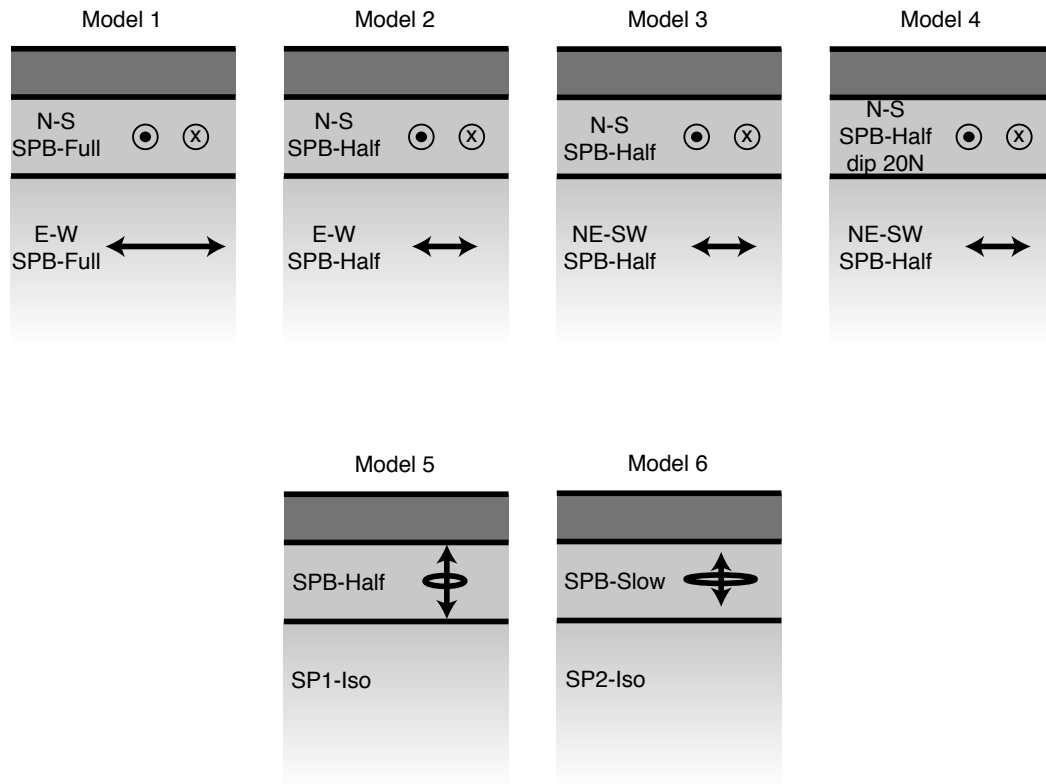 Model 1
Model 2
Model 3
Model 4
N-S
SPB-Full
N-S
SPB-Half
N-S
SPB-Half
N-S
SPB-Half
dip 20N
x
x
x
x
E-W
SPB-Full
E-W
SPB-Half
NE-SW
SPB-Half
NE-SW
SPB-Half
Model 5
Model 6
SPB-Half
SPB-Slow
SP1-Iso
SP2-Iso